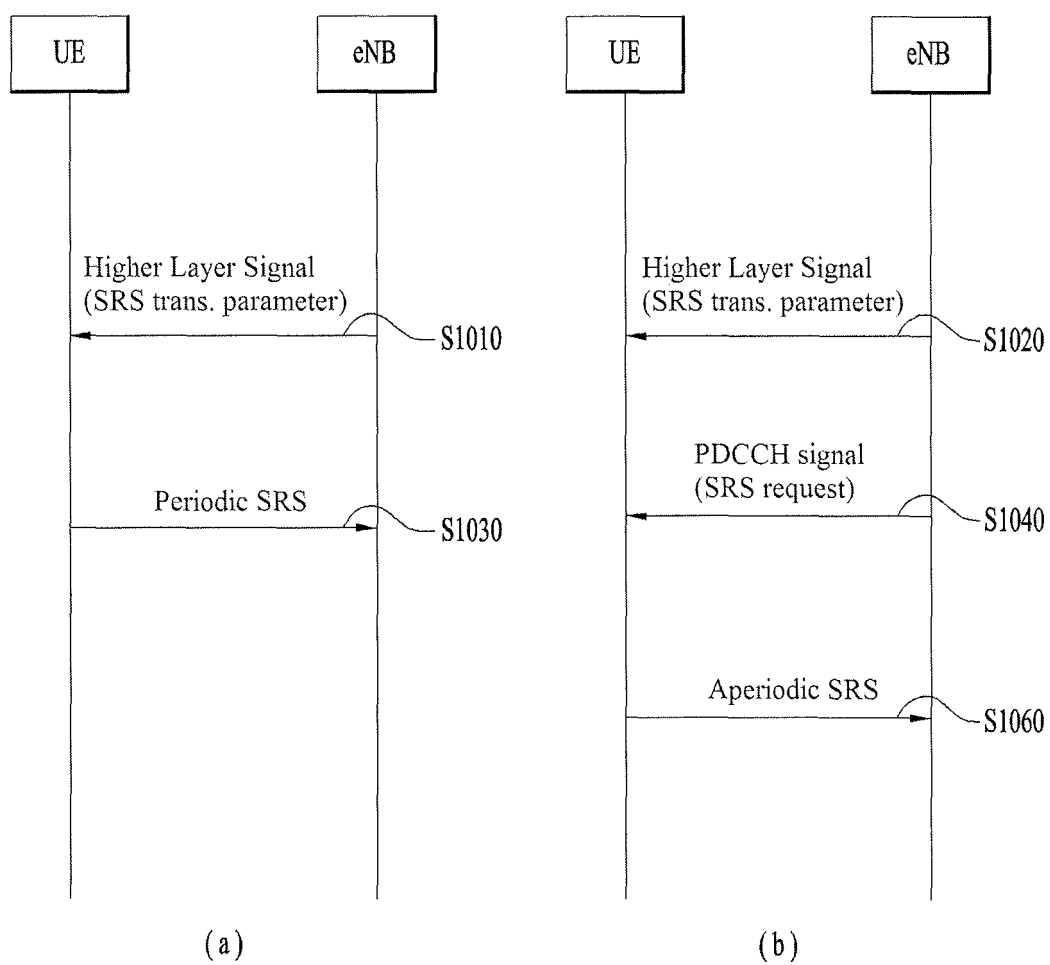 UE
eNB
Higher Layer Signal
(SRS trans. parameter)
S1010
Periodic SRS
S1030
(a)
UE
eNB
Higher Layer Signal
(SRS trans. parameter)
S1020
PDCCH signal
(SRS request)
S1040
Aperiodic SRS
S1060
(b)